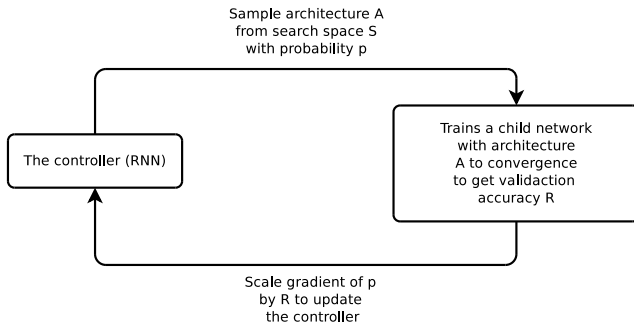 Sample architecture A
from search space S
with probability p
The controller (RNN)
Trains a child network
with architecture
A to convergence
to get validaction
accuracy R
Scale gradient of p
by R to update
the controller